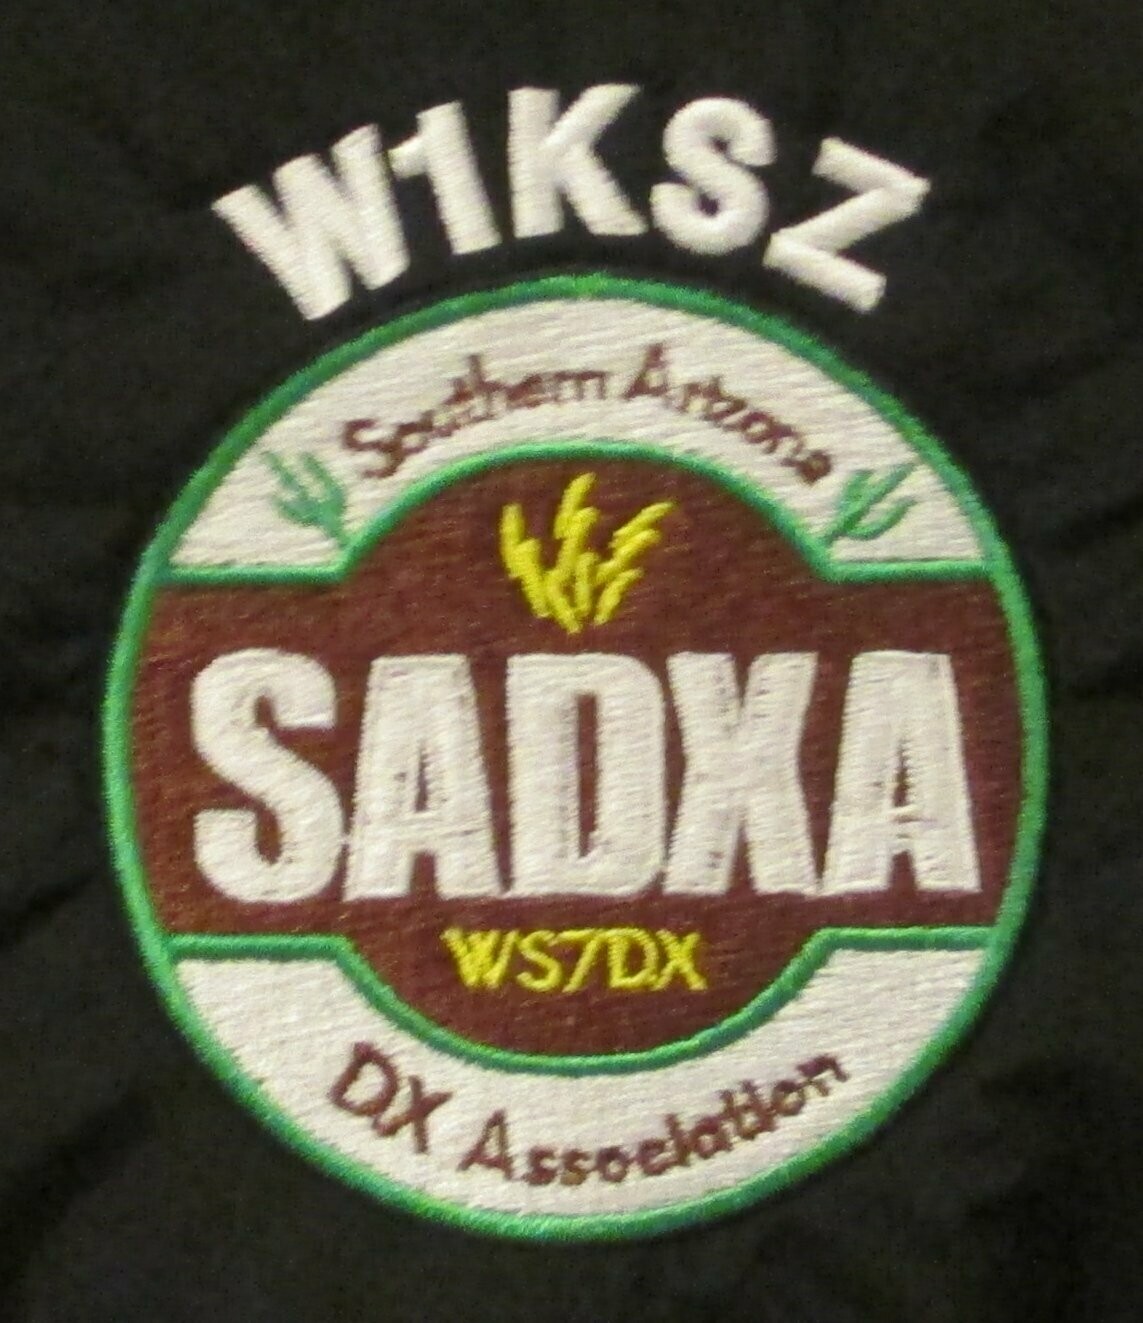 W1KSZ
Southern Arizona
SADXA
WS7DX
DX Association